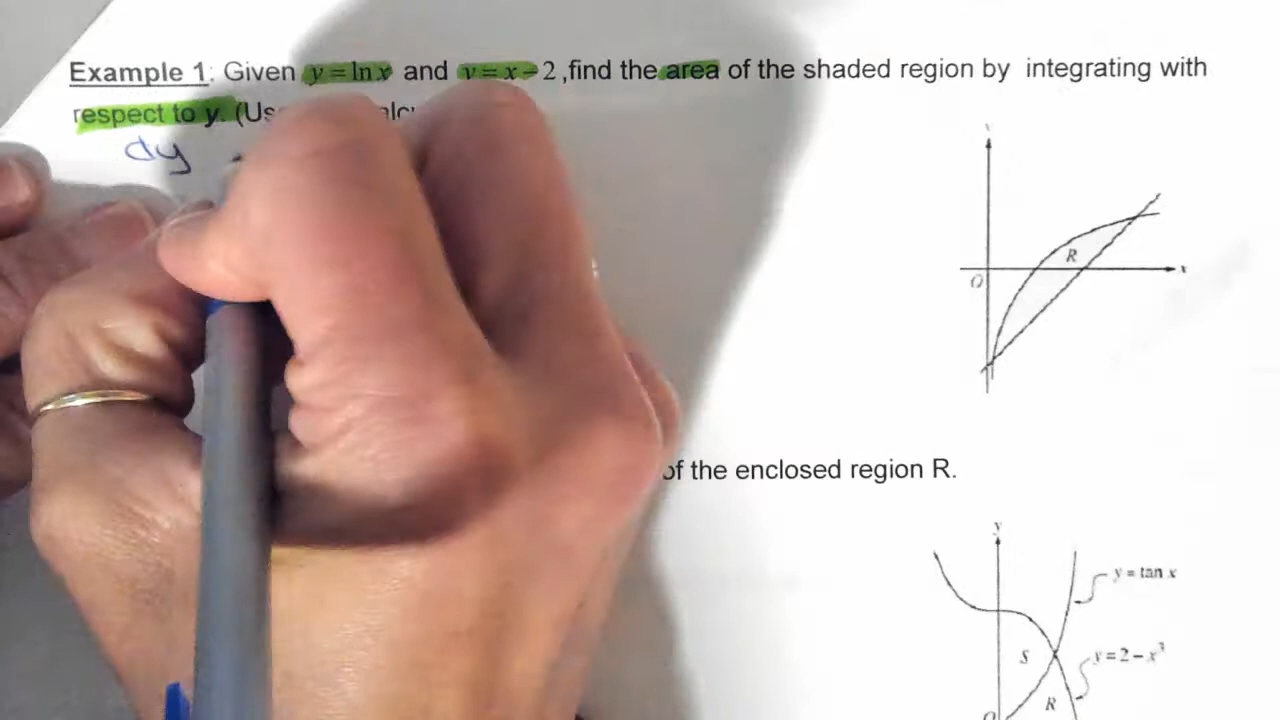 Example 1: Given y = ln x and y = x − 2 ,find the area of the shaded region by integrating with
respect to y. (Us
dy
R
O
x
of the enclosed region R.
y
y = tan x
S
y = 2 − x³
R
O